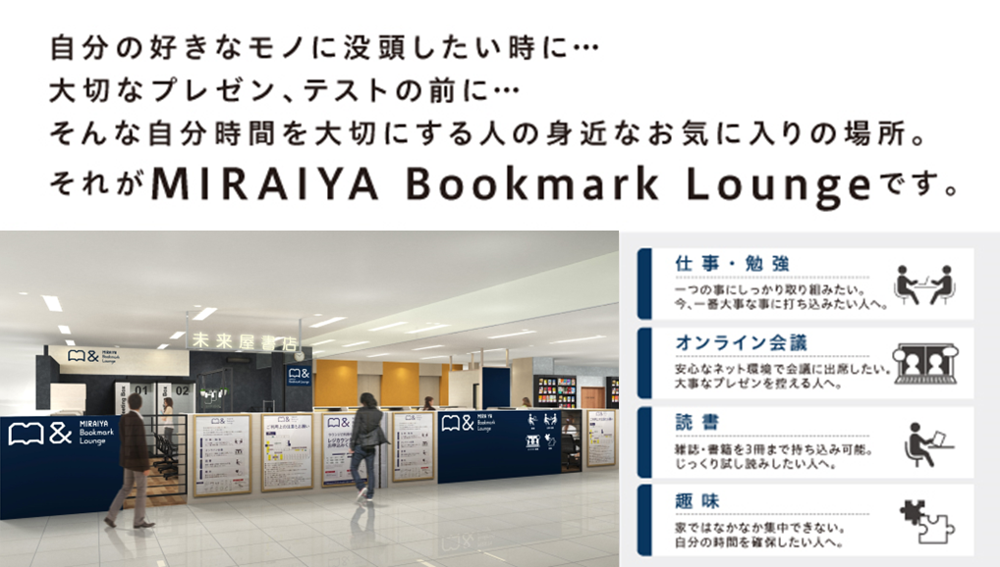 自分の好きなモノに没頭したい時に…
大切なプレゼン、テストの前に…
そんな自分時間を大切にする人の身近なお気に入りの場所。
それがMIRAIYA Bookmark Loungeです。
未来屋書店
& MIRAIYA
Bookmark
Lounge
01
02
&
& MIRAIYA
Bookmark
Lounge
& MIRAIYA
Bookmark
Lounge
仕事・勉強
一つの事にしっかり取り組みたい。
今、一番大事な事に打ち込みたい人へ。
オンライン会議
安心なネット環境で会議に出席したい。
大事なプレゼンを控える人へ。
読書
雑誌・書籍を3冊まで持ち込み可能。
じっくり試し読みしたい人へ。
趣味
家ではなかなか集中できない。
自分の時間を確保したい人へ。